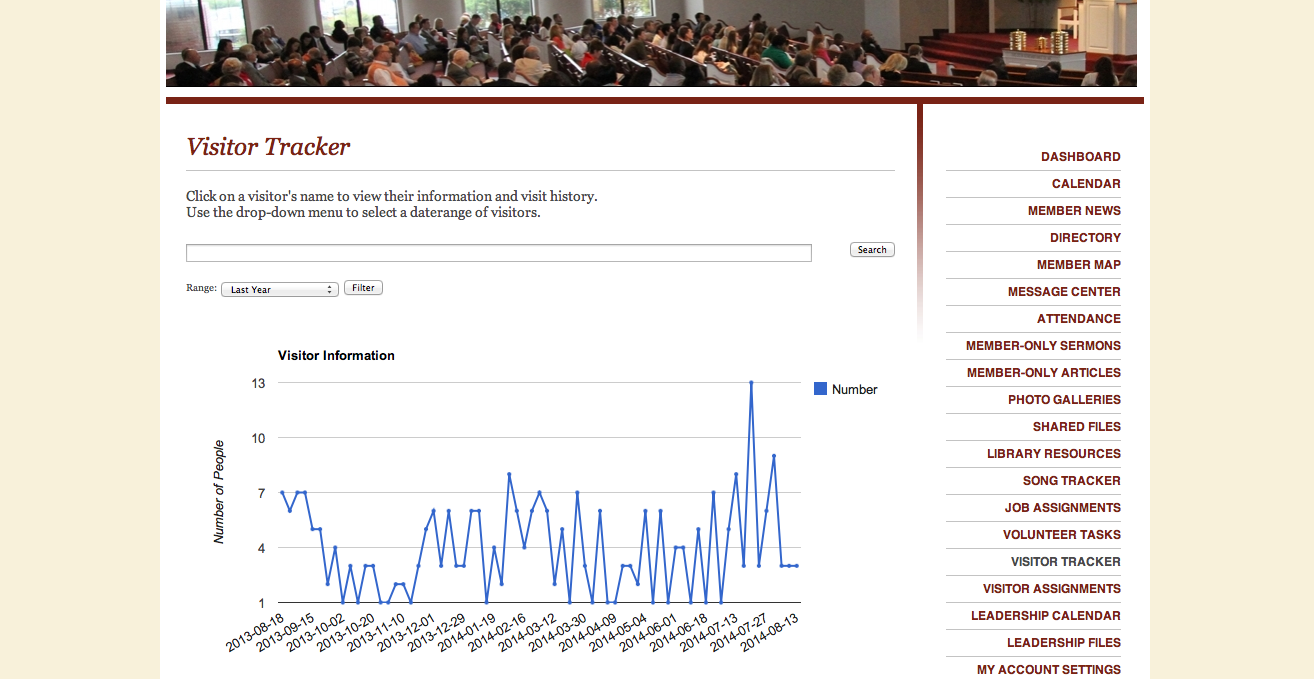 Visitor Tracker
Click on a visitor's name to view their information and visit history.
Use the drop-down menu to select a daterange of visitors.
Search
Range: Last Year Filter
Visitor Information
13
10
7
4
1
Number of People
Number
2013-08-18
2013-09-15
2013-10-02
2013-10-20
2013-11-10
2013-12-01
2013-12-29
2014-01-19
2014-02-16
2014-03-12
2014-03-30
2014-04-09
2014-05-04
2014-06-01
2014-06-18
2014-07-13
2014-07-27
2014-08-13
DASHBOARD
CALENDAR
MEMBER NEWS
DIRECTORY
MEMBER MAP
MESSAGE CENTER
ATTENDANCE
MEMBER-ONLY SERMONS
MEMBER-ONLY ARTICLES
PHOTO GALLERIES
SHARED FILES
LIBRARY RESOURCES
SONG TRACKER
JOB ASSIGNMENTS
VOLUNTEER TASKS
VISITOR TRACKER
VISITOR ASSIGNMENTS
LEADERSHIP CALENDAR
LEADERSHIP FILES
MY ACCOUNT SETTINGS